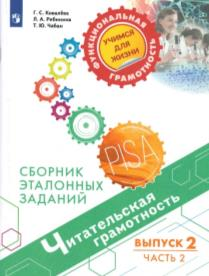 Г. С. Ковалёва
Л. А. Рябинина
Т. Ю. Чабан
ФУНКЦИОНАЛЬНАЯ
ГРАМОТНОСТЬ
УЧИМСЯ ДЛЯ
ЖИЗНИ
PISA
СБОРНИК
ЭТАЛОННЫХ
ЗАДАНИЙ
Читательская
грамотность
ВЫПУСК 2
ЧАСТЬ 2